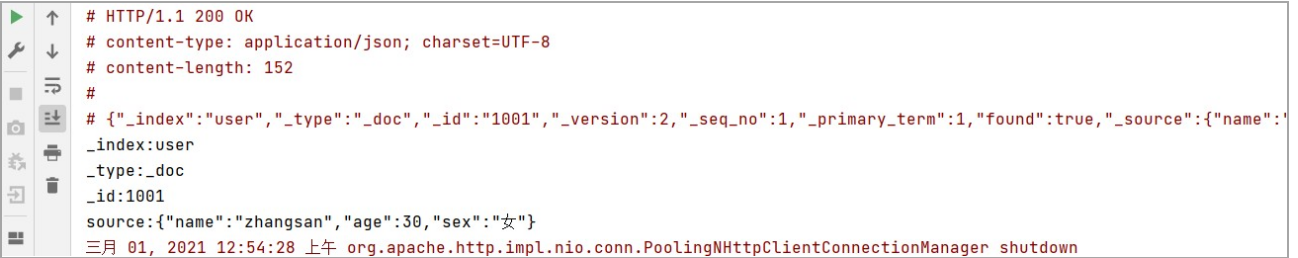 # HTTP/1.1 200 OK
# content-type: application/json; charset=UTF-8
# content-length: 152
#
# {"_index":"user","_type":"_doc","_id":"1001","_version":2,"_seq_no":1,"_primary_term":1,"found":true,"_source":{"name":"
_index:user
_type:_doc
_id:1001
source:{"name":"zhangsan","age":30,"sex":"女"}
三月 01, 2021 12:54:28 上午 org.apache.http.impl.nio.conn.PoolingNHttpClientConnectionManager shutdown